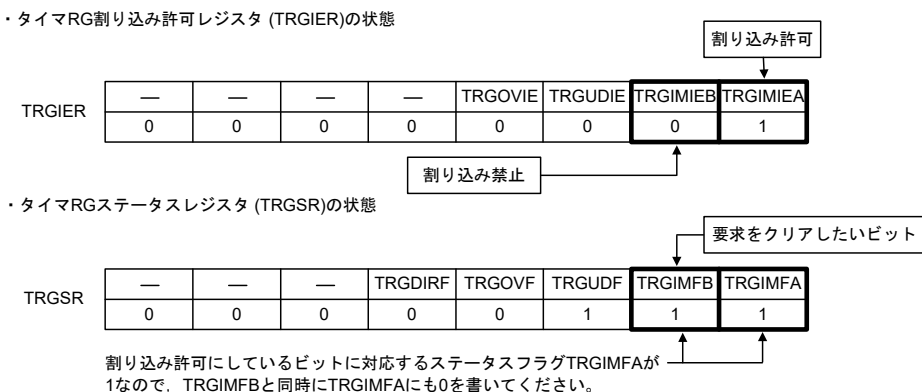 ・タイマRG割り込み許可レジスタ (TRGIER)の状態
割り込み許可
TRGIER
— — — — TRGOVIE TRGUDIE TRGIMIEB TRGIMIEA
0 0 0 0 0 0 0 1
割り込み禁止
・タイマRGステータスレジスタ (TRGSR)の状態
要求をクリアしたいビット
TRGSR
— — — TRGDIRF TRGOVF TRGUDF TRGIMFB TRGIMFA
0 0 0 0 0 1 1 1
割り込み許可にしているビットに対応するステータスフラグTRGIMFAが
1なので，TRGIMFBと同時にTRGIMFAにも0を書いてください。